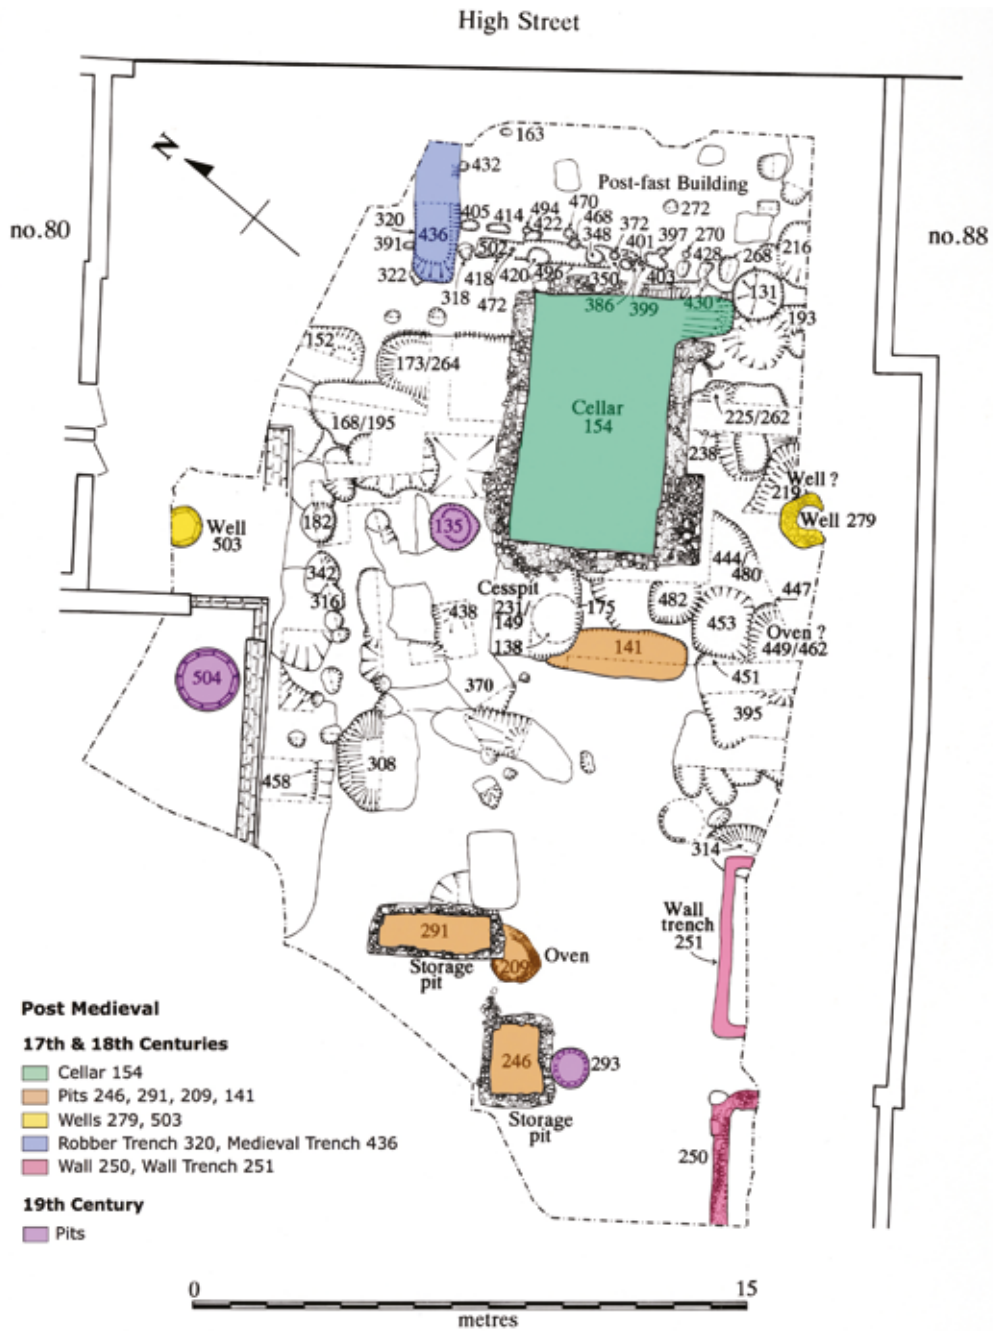 High Street
N
no.80
no.88
163
432
Post-fast Building
272
320
405
414
494
422
470
468
348
372
401
397
270
428
268
216
391
436
502
322
418
420
496
350
403
318
472
386
399
430
131
193
152
173/264
168/195
Cellar
154
225/262
238
219
Well ?
Well 279
Well
503
182
135
342
316
438
Cesspit
231/
149
138
175
482
444/
480
447
453
Oven ?
449/462
141
451
395
370
504
308
458
314
291
Storage
pit
209
Oven
Wall
trench
251
246
293
Storage
pit
250
Post Medieval
17th & 18th Centuries
Cellar 154
Pits 246, 291, 209, 141
Wells 279, 503
Robber Trench 320, Medieval Trench 436
Wall 250, Wall Trench 251
19th Century
Pits
0
15
metres